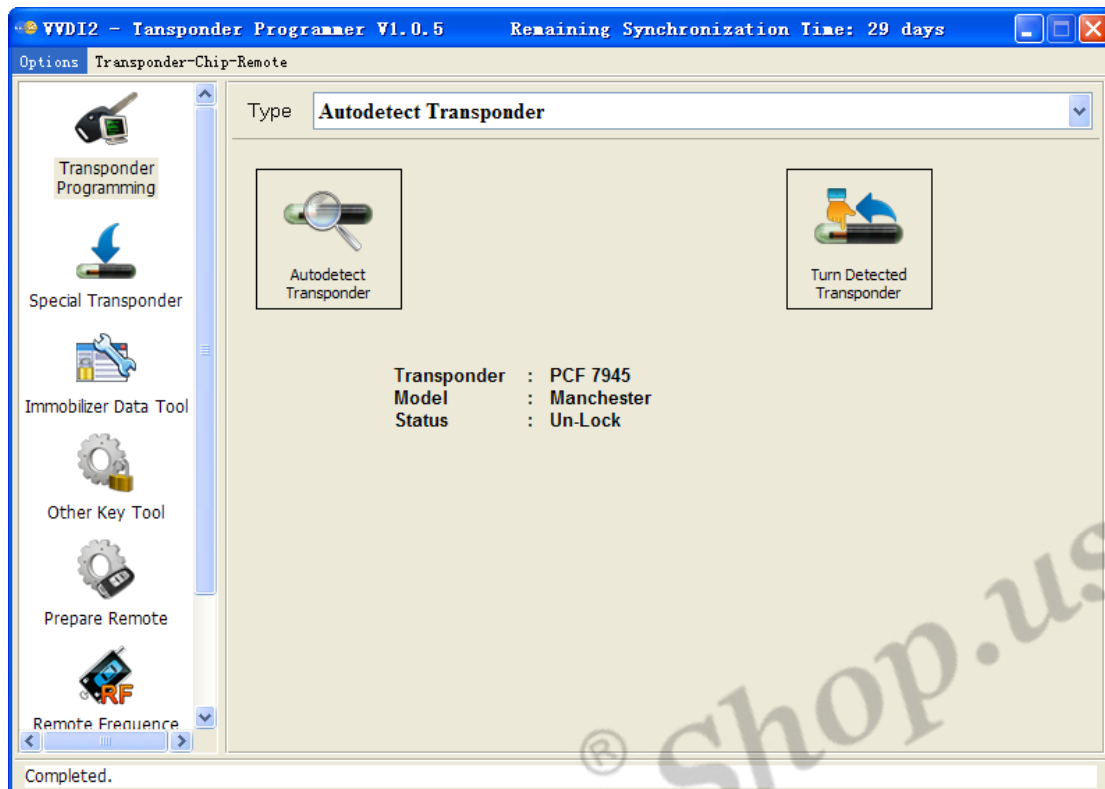 VVDI2 - Tansponder Programmer V1.0.5 Remaining Synchronization Time: 29 days
Options Transponder-Chip-Remote
Transponder
Programming
Special Transponder
Immobilizer Data Tool
Other Key Tool
Prepare Remote
RF
Remote Frequence
Type Autodetect Transponder
Autodetect
Transponder
Turn Detected
Transponder
Transponder : PCF 7945
Model : Manchester
Status : Un-Lock
® Shop.us
Completed.